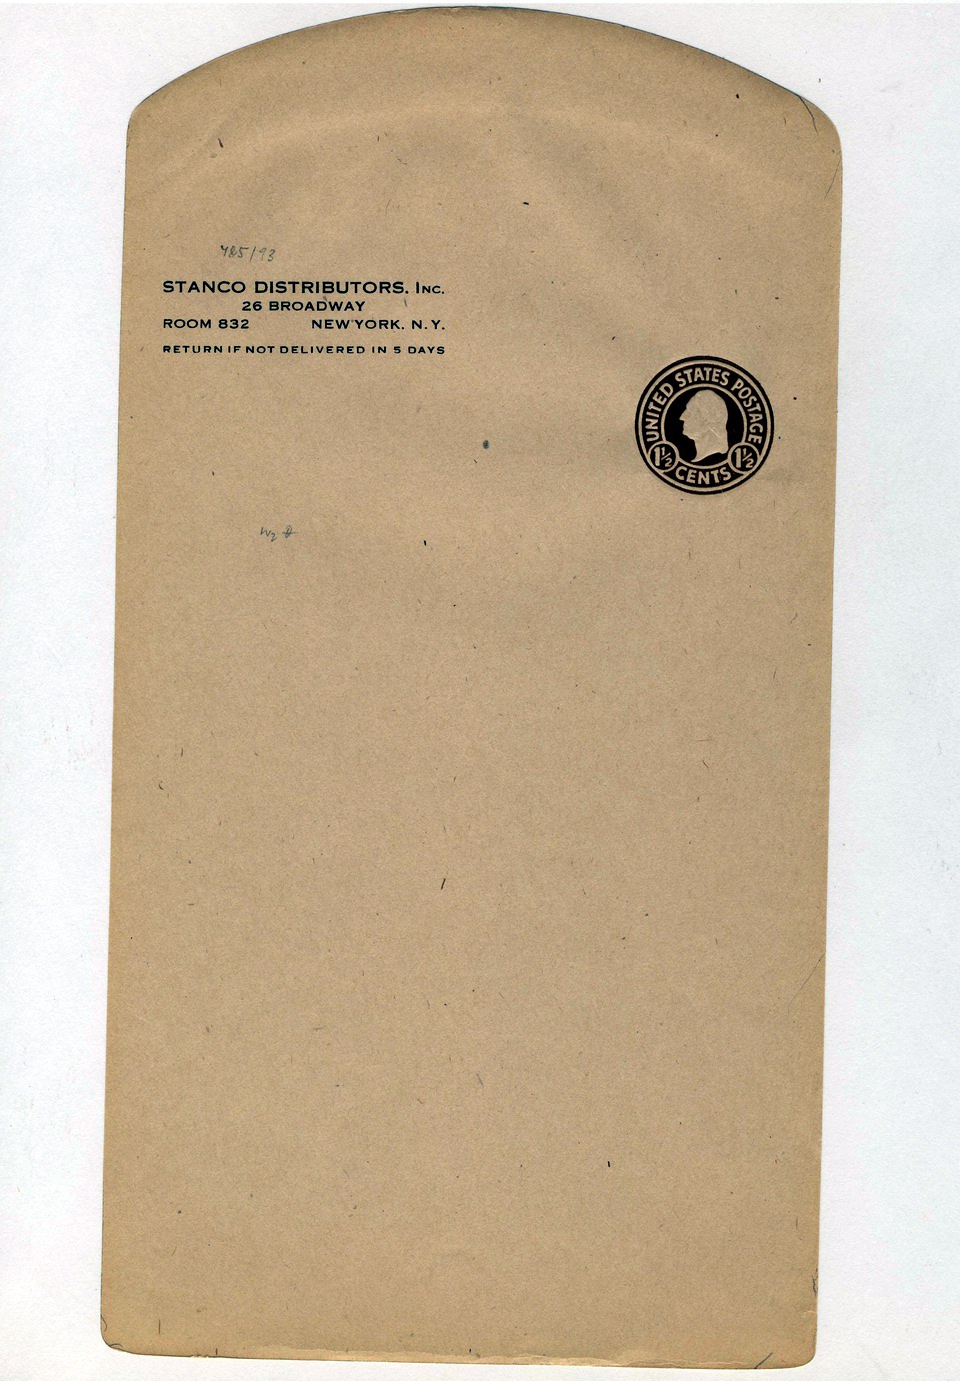 485/93
STANCO DISTRIBUTORS, INC.
26 BROADWAY
ROOM 832 NEW YORK, N.Y.
RETURN IF NOT DELIVERED IN 5 DAYS
UNITED STATES POSTAGE
1½ CENTS 1½